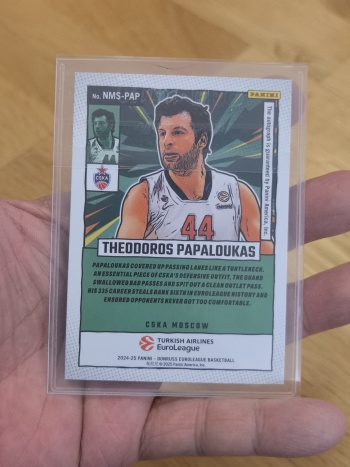 No. NMS-PAP
PANINI
The autograph is guaranteed by Panini America, Inc.
CSKA
44
THEODOROS PAPALOUKAS
PAPALOUKAS COVERED UP PASSING LANES LIKE A TURTLENECK.
AN ESSENTIAL PIECE OF CSKA'S DEFENSIVE OUTFIT, THE GUARD
SWALLOWED BAD PASSES AND SPIT OUT A CLEAN OUTLET PASS.
HIS 235 CAREER STEALS RANK SIXTH IN EUROLEAGUE HISTORY AND
ENSURED OPPONENTS NEVER GOT TOO COMFORTABLE.
CSKA MOSCOW
TURKISH AIRLINES
EuroLeague
2024-25 PANINI - DONRUSS EUROLEAGUE BASKETBALL
© 2025 Panini America, Inc.